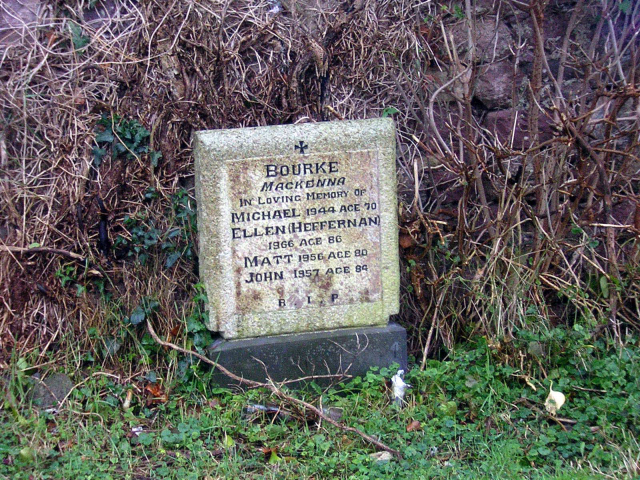 BOURKE
MACKONNA
IN LOVING MEMORY OF
MICHAEL 1944 AGE 70
ELLEN (HEFFERNAN)
1966 AGE 86
MATT 1956 AGE 80
JOHN 1957 AGE 84
R I P